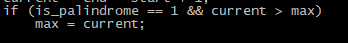 if (is_palindrome == 1 && current > max)
max = current;